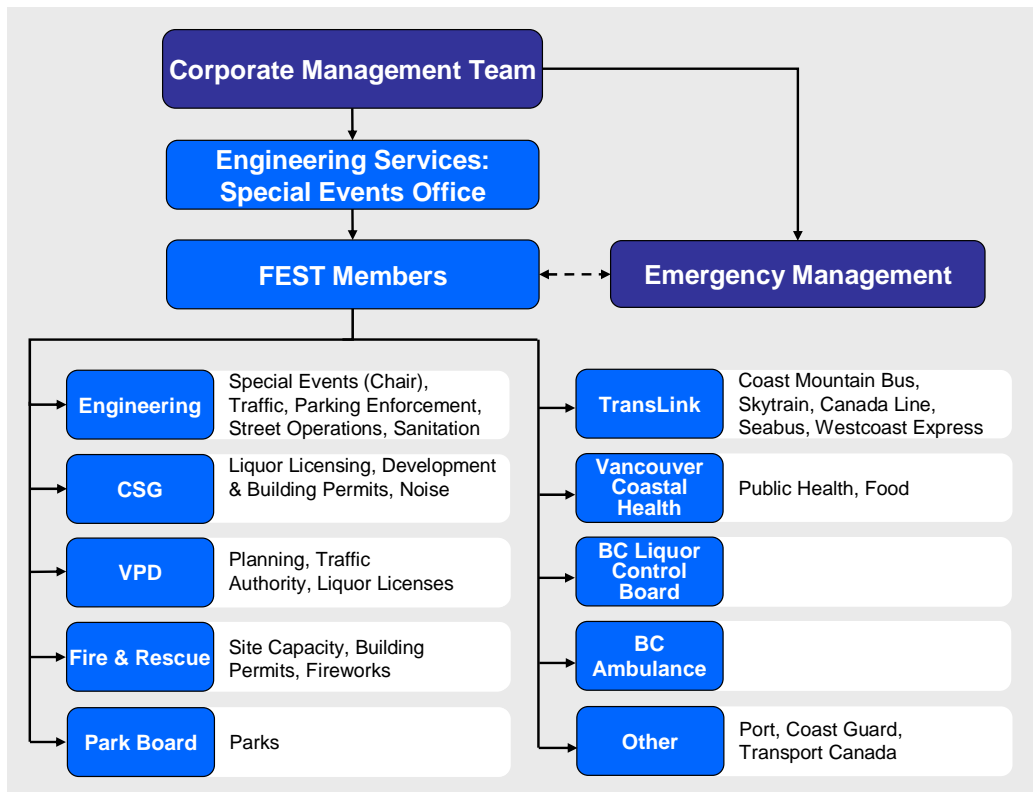 Corporate Management Team
Engineering Services:
Special Events Office
FEST Members
Emergency Management
Engineering
Special Events (Chair),
Traffic, Parking Enforcement,
Street Operations, Sanitation
CSG
Liquor Licensing, Development
& Building Permits, Noise
VPD
Planning, Traffic
Authority, Liquor Licenses
Fire & Rescue
Site Capacity, Building
Permits, Fireworks
Park Board
Parks
TransLink
Coast Mountain Bus,
Skytrain, Canada Line,
Seabus, Westcoast Express
Vancouver
Coastal
Health
Public Health, Food
BC Liquor
Control
Board
BC
Ambulance
Other
Port, Coast Guard,
Transport Canada